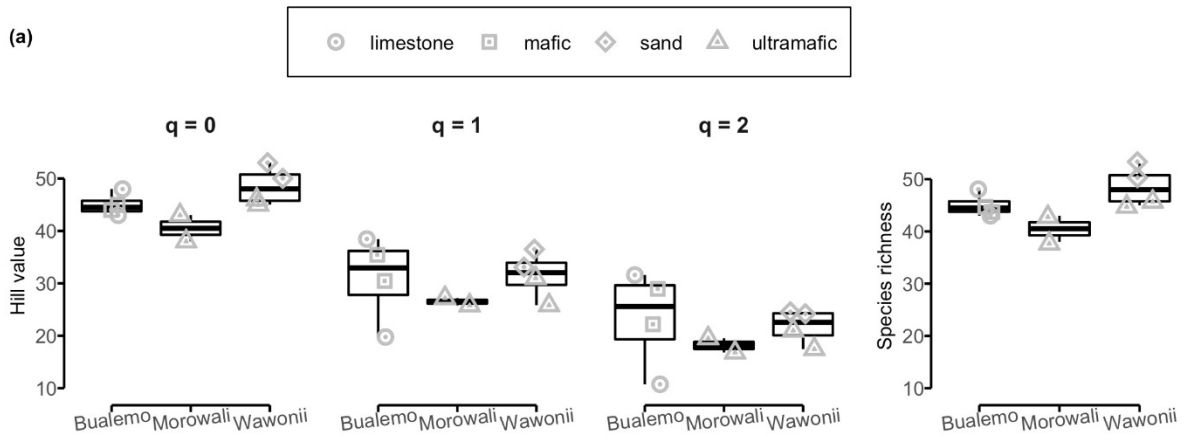 (a)
limestone mafic sand ultramafic
q = 0 q = 1 q = 2
Hill value
50
40
30
20
10
Bualemo Morowali Wawonii
Bualemo Morowali Wawonii
Bualemo Morowali Wawonii
Species richness
50
40
30
20
10
Bualemo Morowali Wawonii